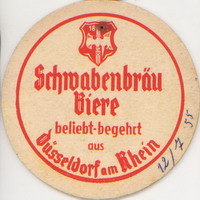 Schwabenbräu
Biere
beliebt-begehrt
aus
Düsseldorf am Rhein
12/7 55